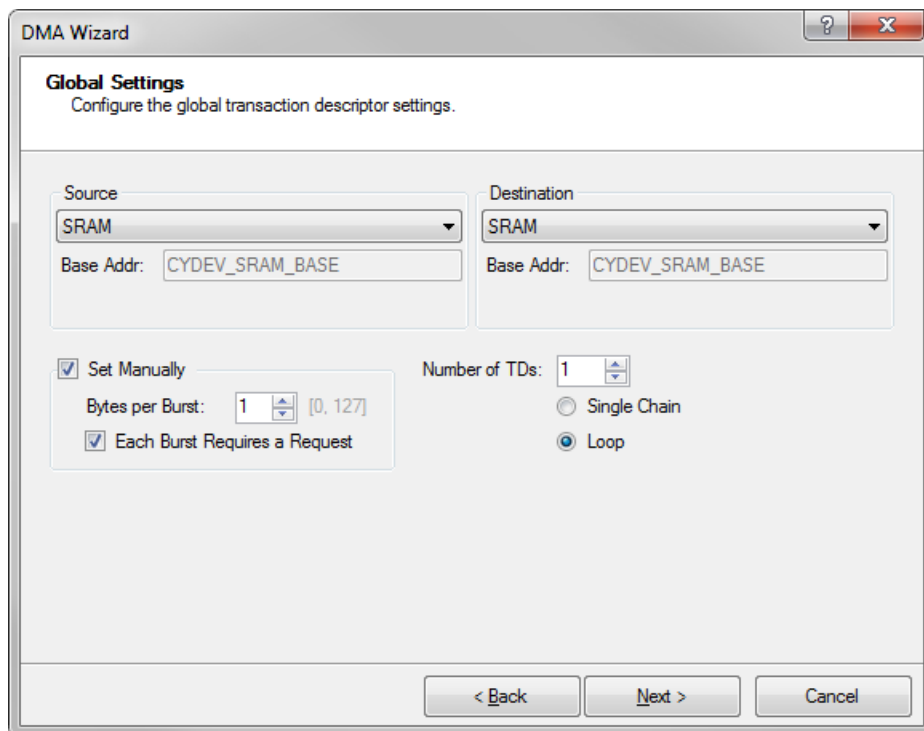 DMA Wizard
?
Global Settings
Configure the global transaction descriptor settings.
Source
SRAM
Base Addr: CYDEV_SRAM_BASE
Destination
SRAM
Base Addr: CYDEV_SRAM_BASE
Set Manually
Bytes per Burst: 1 [0, 127]
Each Burst Requires a Request
Number of TDs: 1
Single Chain
Loop
< Back
Next >
Cancel